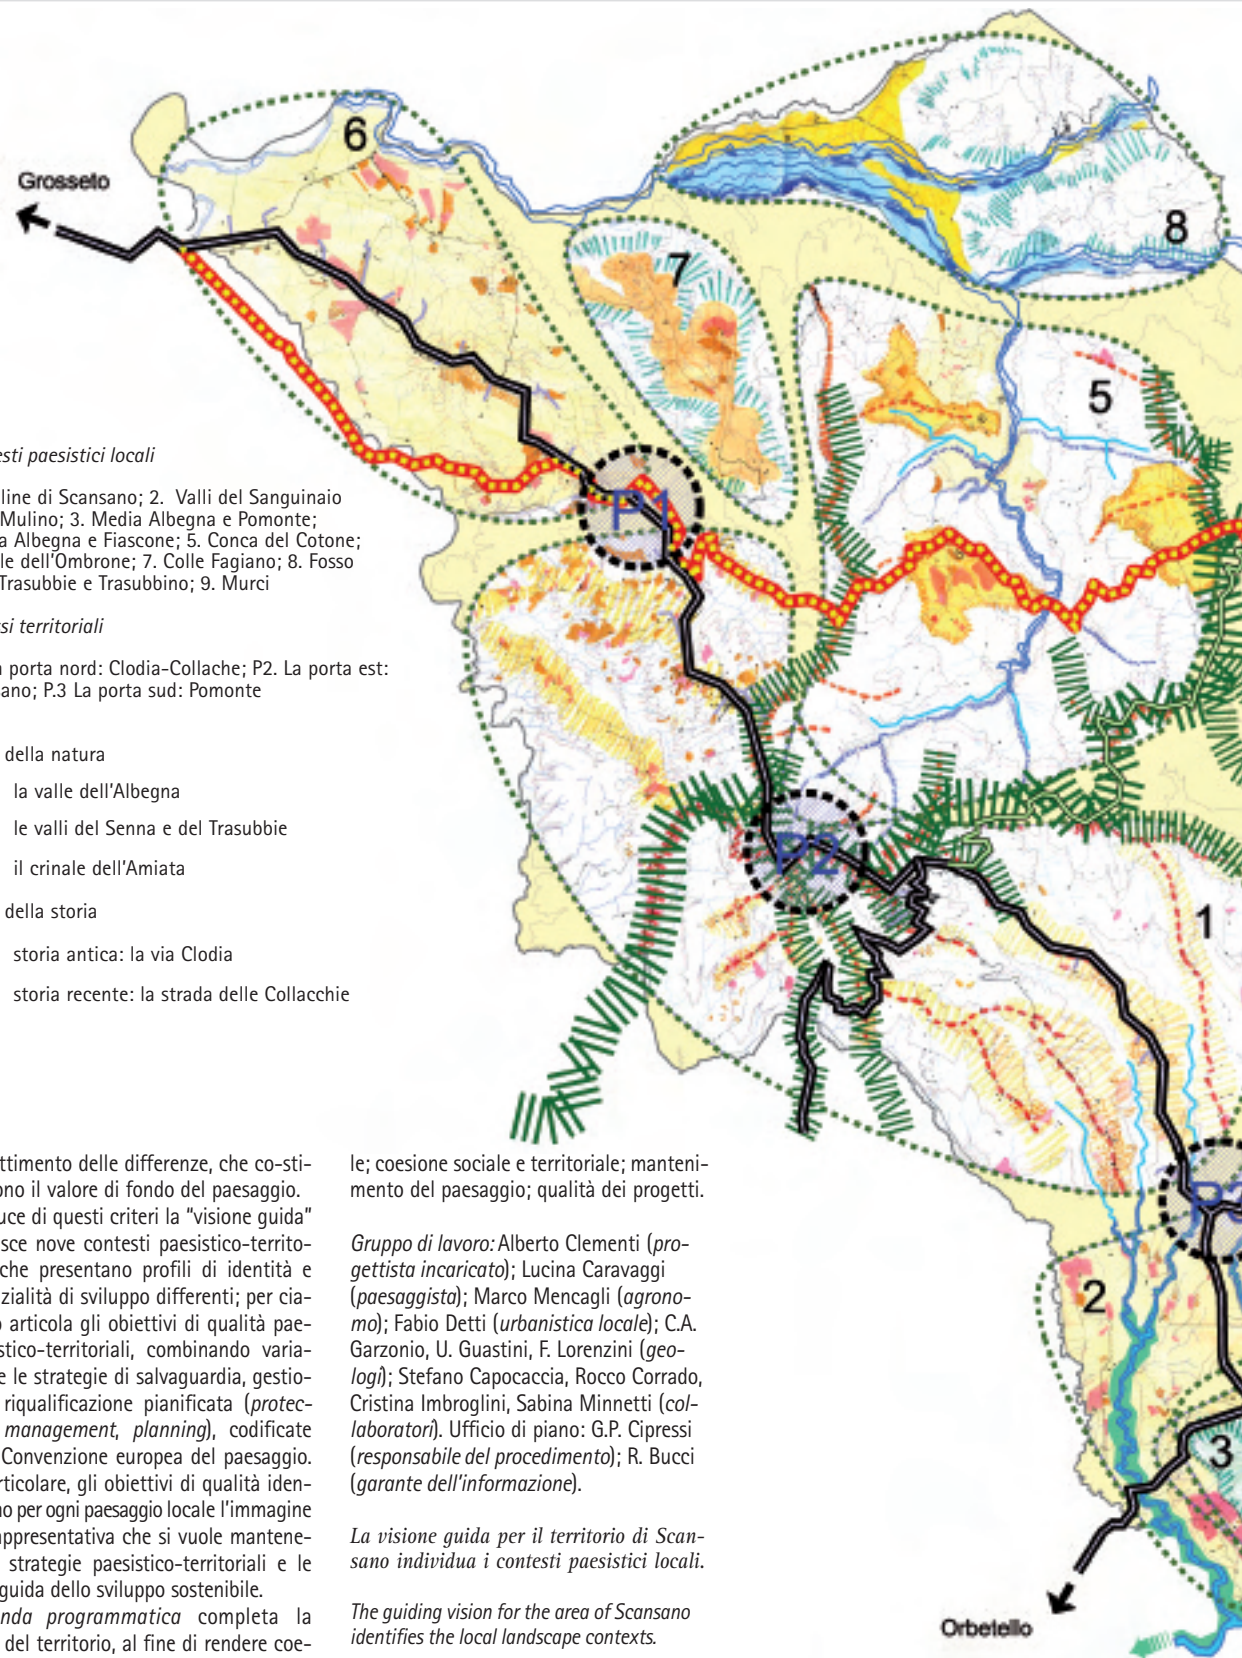 6
Grosseto
8
7
5
esti paesistici locali
line di Scansano; 2. Valli del Sanguinaio
Mulino; 3. Media Albegna e Pomonte;
a Albegna e Fiascone; 5. Conca del Cotone;
le dell'Ombrone; 7. Colle Fagiano; 8. Fosso
Trasubbie e Trasubbino; 9. Murci
si territoriali
a porta nord: Clodia-Collache; P2. La porta est:
ano; P.3 La porta sud: Pomonte
della natura
la valle dell'Albegna
le valli del Senna e del Trasubbie
il crinale dell'Amiata
della storia
storia antica: la via Clodia
storia recente: la strada delle Collacchie
P1
P2
1
P3
2
3
Orbetello
ttimento delle differenze, che co-sti-
ono il valore di fondo del paesaggio.
uce di questi criteri la “visione guida”
isce nove contesti paesistico-territo-
che presentano profili di identità e
zialità di sviluppo differenti; per cia-
o articola gli obiettivi di qualità pae-
stico-territoriali, combinando varia-
e le strategie di salvaguardia, gestio-
riqualificazione pianificata (protec-
management, planning), codificate
Convenzione europea del paesaggio.
articolare, gli obiettivi di qualità iden-
no per ogni paesaggio locale l'immagine
appresentativa che si vuole mantene-
strategie paesistico-territoriali e le
guida dello sviluppo sostenibile.
nda programmatica completa la
del territorio, al fine di rendere coe-
le; coesione sociale e territoriale; manteni-
mento del paesaggio; qualità dei progetti.
Gruppo di lavoro: Alberto Clementi (pro-
gettista incaricato); Lucina Caravaggi
(paesaggista); Marco Mencagli (agrono-
mo); Fabio Detti (urbanistica locale); C.A.
Garzonio, U. Guastini, F. Lorenzini (geo-
logi); Stefano Capocaccia, Rocco Corrado,
Cristina Imbroglini, Sabina Minnetti (col-
laboratori). Ufficio di piano: G.P. Cipressi
(responsabile del procedimento); R. Bucci
(garante dell'informazione).
La visione guida per il territorio di Scan-
sano individua i contesti paesistici locali.
The guiding vision for the area of Scansano
identifies the local landscape contexts.